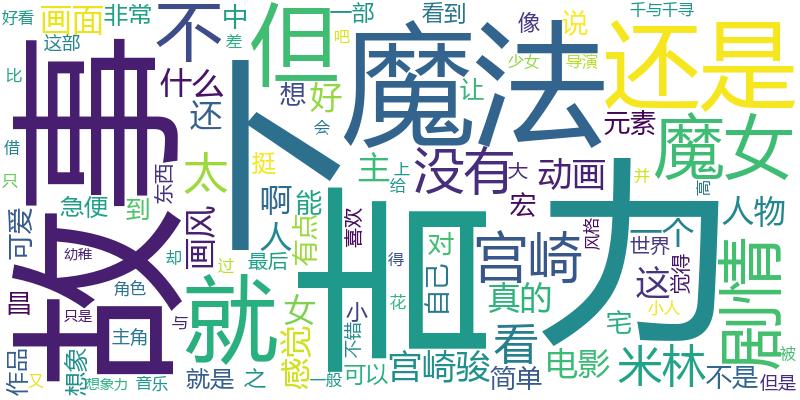 好看
画面
非常
不
中
但
一部
看到
像
说
千与千寻
这部
差
吧
少女
导演
还是
比
事故
什么
想
好
卜
魔法
让
还
会
元素
魔女
借
只
太
挺
主
没有
上
给
大
动画
并
高
东西
可爱
急便
到
画风
啊
人
能
有点
喜欢
吉
对
自己
宫崎
宏
力
风格
一个
世界
这
觉得
人物
剧情
幼稚
却
过
最后
得
角色
就
女
小
花
真的
小人
只是
与
主角
感觉
不错
看
宅
作品
又
想象
想象力
音乐
就是
之
一般
可以
宫崎骏
简单
电影
米林
不是
但是
被